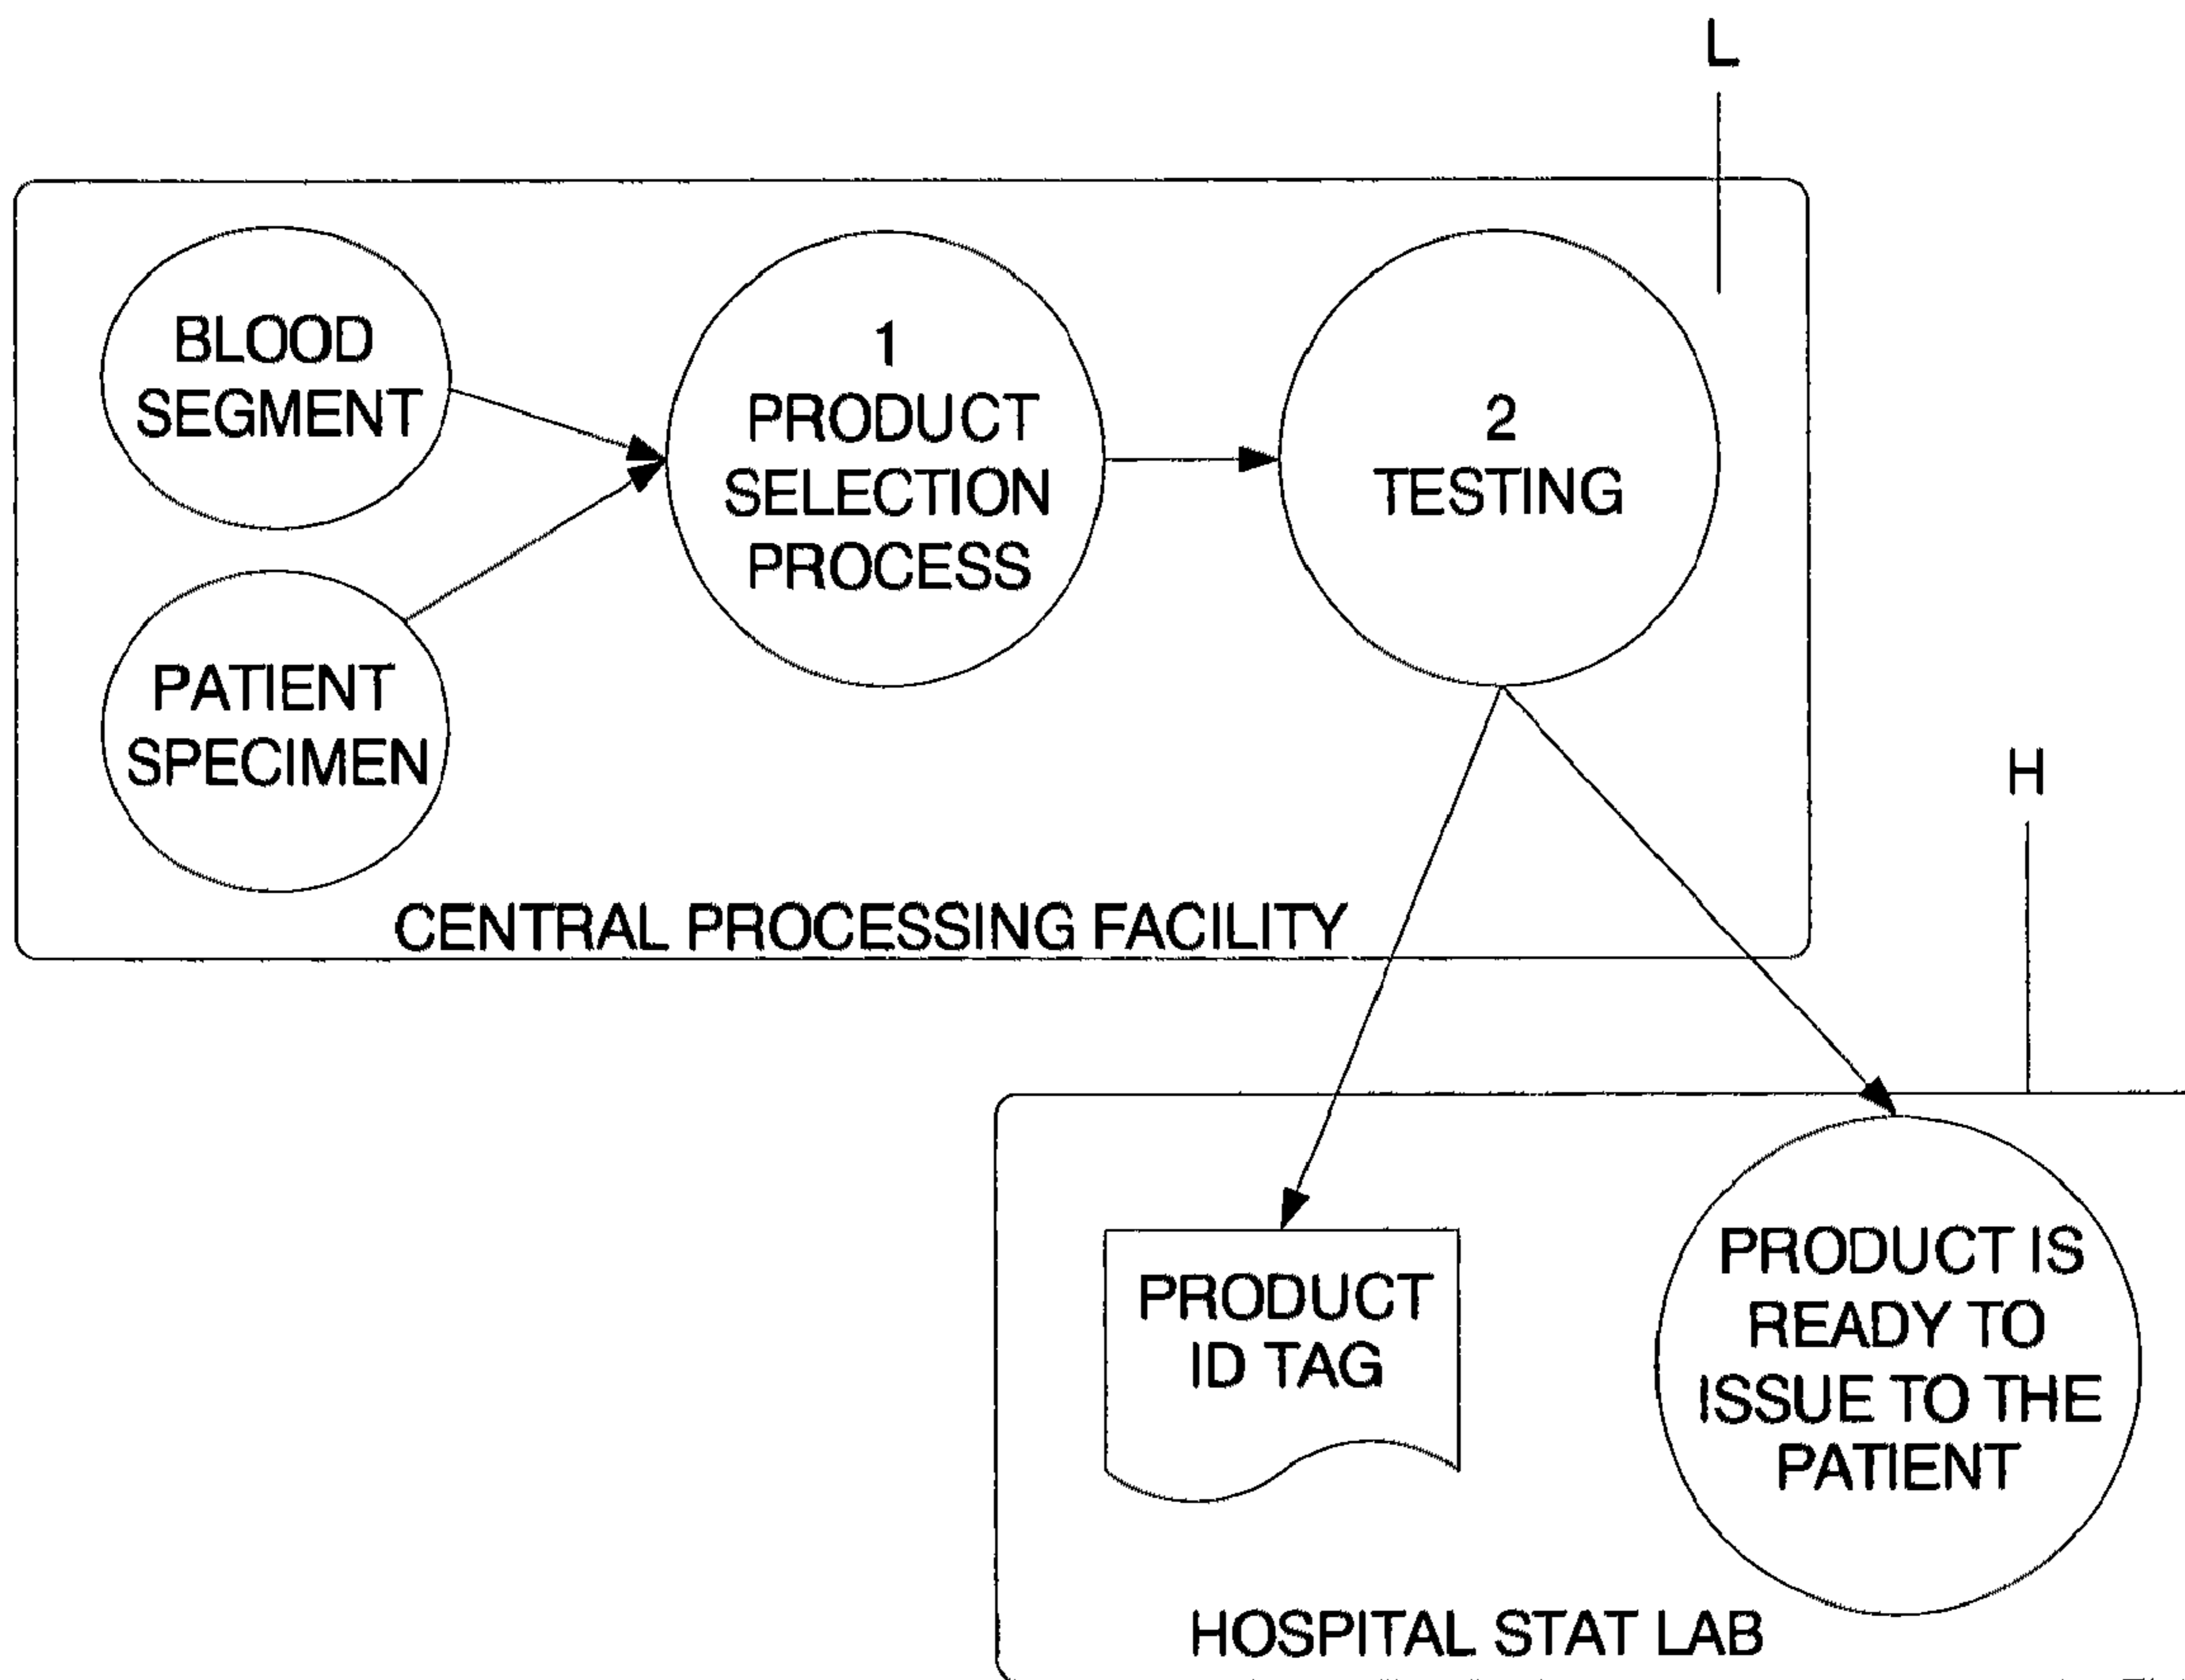 L
BLOOD
SEGMENT
1
PRODUCT
SELECTION
PROCESS
2
TESTING
PATIENT
SPECIMEN
CENTRAL PROCESSING FACILITY
H
PRODUCT
ID TAG
PRODUCT IS
READY TO
ISSUE TO THE
PATIENT
HOSPITAL STAT LAB